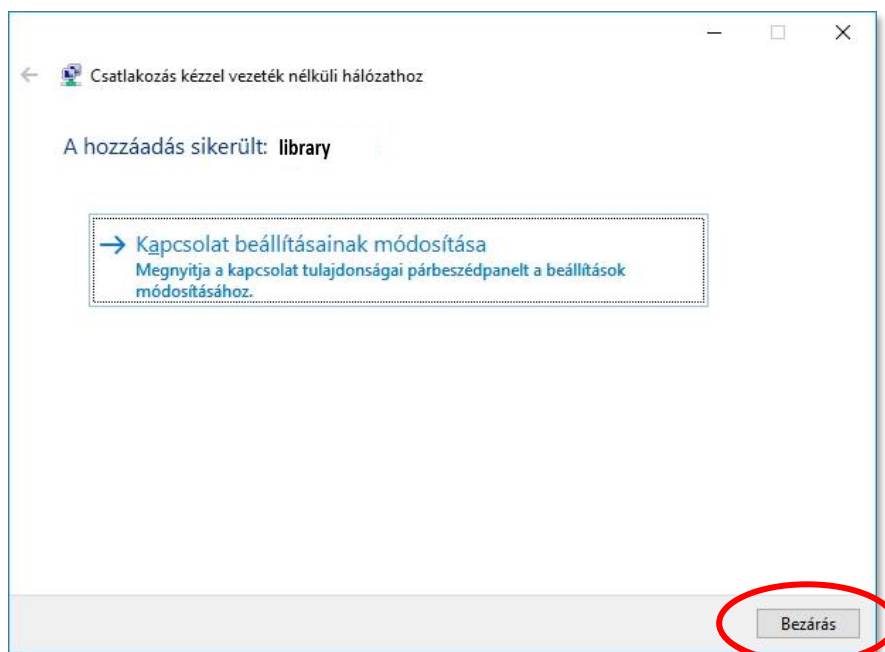 Csatlakozás kézzel vezeték nélküli hálózathoz
A hozzáadás sikerült: library
Kapcsolat beállításainak módosítása
Megnyitja a kapcsolat tulajdonságai párbeszédpanelt a beállítások
módosításához.
Bezárás